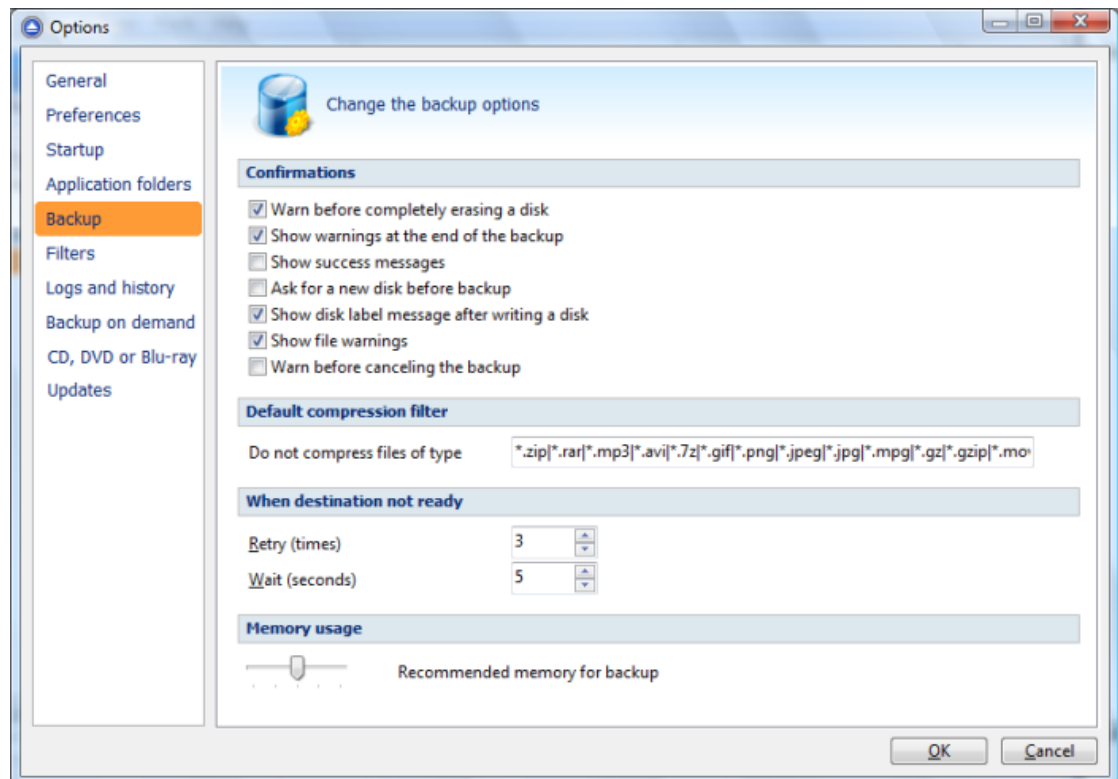 Options
General
Preferences
Startup
Application folders
Backup
Filters
Logs and history
Backup on demand
CD, DVD or Blu-ray
Updates
Change the backup options
Confirmations
Warn before completely erasing a disk
Show warnings at the end of the backup
Show success messages
Ask for a new disk before backup
Show disk label message after writing a disk
Show file warnings
Warn before canceling the backup
Default compression filter
Do not compress files of type *.zip|*.rar|*.mp3|*.avi|*.7z|*.gif|*.png|*.jpeg|*.jpg|*.mpg|*.gz|*.gzip|*.mo
When destination not ready
Retry (times) 3
Wait (seconds) 5
Memory usage
Recommended memory for backup
OK Cancel